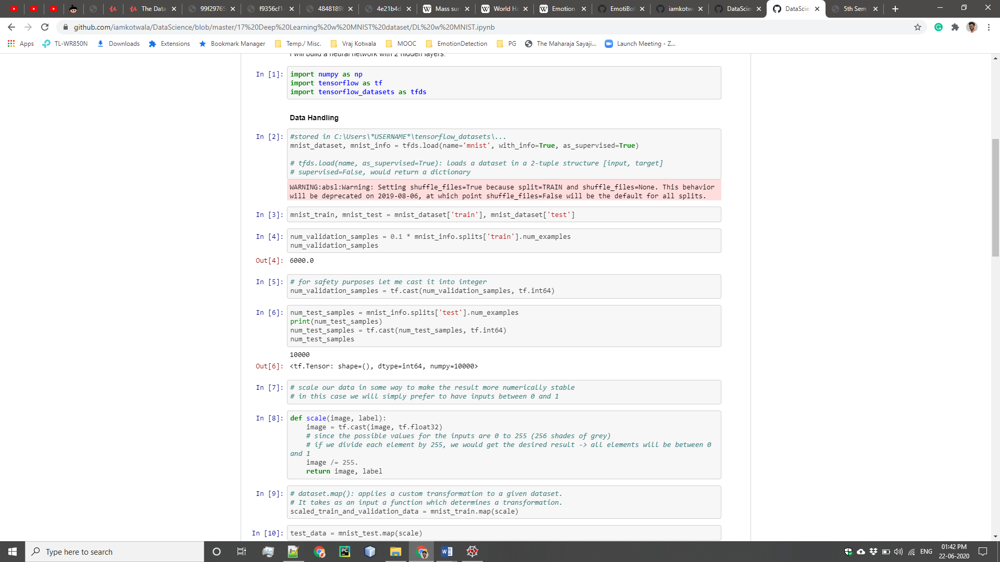 The Data
99f29765
f9356cf1-
4848189
4e21b4d
Mass sur
World Ha
Emotion
EmotiBo
iamkotwa
DataScie
DataScie
5th Sem
github.com/iamkotwala/DataScience/blob/master/17%20Deep%20Learning%20w%20MNIST%20dataset/DL%20w%20MNIST.ipynb
Apps
TL-WR850N
Downloads
Extensions
Bookmark Manager
Temp./ Misc.
Vraj Kotwala
MOOC
EmotionDetection
PG
The Maharaja Sayaji...
Launch Meeting - Z...
I will build a neural network with 2 hidden layers.
In [1]:
import numpy as np
import tensorflow as tf
import tensorflow_datasets as tfds
Data Handling
In [2]:
#stored in C:\Users\*USERNAME*\tensorflow_datasets\...
mnist_dataset, mnist_info = tfds.load(name='mnist', with_info=True, as_supervised=True)
# tfds.load(name, as_supervised=True): loads a dataset in a 2-tuple structure [input, target]
# supervised=False, would return a dictionary
WARNING:absl:Warning: Setting shuffle_files=True because split=TRAIN and shuffle_files=None. This behavior
will be deprecated on 2019-08-06, at which point shuffle_files=False will be the default for all splits.
In [3]:
mnist_train, mnist_test = mnist_dataset['train'], mnist_dataset['test']
In [4]:
num_validation_samples = 0.1 * mnist_info.splits['train'].num_examples
num_validation_samples
Out[4]:
6000.0
In [5]:
# for safety purposes let me cast it into integer
num_validation_samples = tf.cast(num_validation_samples, tf.int64)
In [6]:
num_test_samples = mnist_info.splits['test'].num_examples
print(num_test_samples)
num_test_samples = tf.cast(num_test_samples, tf.int64)
num_test_samples
10000
Out[6]:
<tf.Tensor: shape=(), dtype=int64, numpy=10000>
In [7]:
# scale our data in some way to make the result more numerically stable
# in this case we will simply prefer to have inputs between 0 and 1
In [8]:
def scale(image, label):
image = tf.cast(image, tf.float32)
# since the possible values for the inputs are 0 to 255 (256 shades of grey)
# if we divide each element by 255, we would get the desired result -> all elements will be between 0
and 1
image /= 255.
return image, label
In [9]:
# dataset.map(): applies a custom transformation to a given dataset.
# It takes as an input a function which determines a transformation.
scaled_train_and_validation_data = mnist_train.map(scale)
In [10]:
test_data = mnist_test.map(scale)
Type here to search
ENG
01:42 PM
22-06-2020